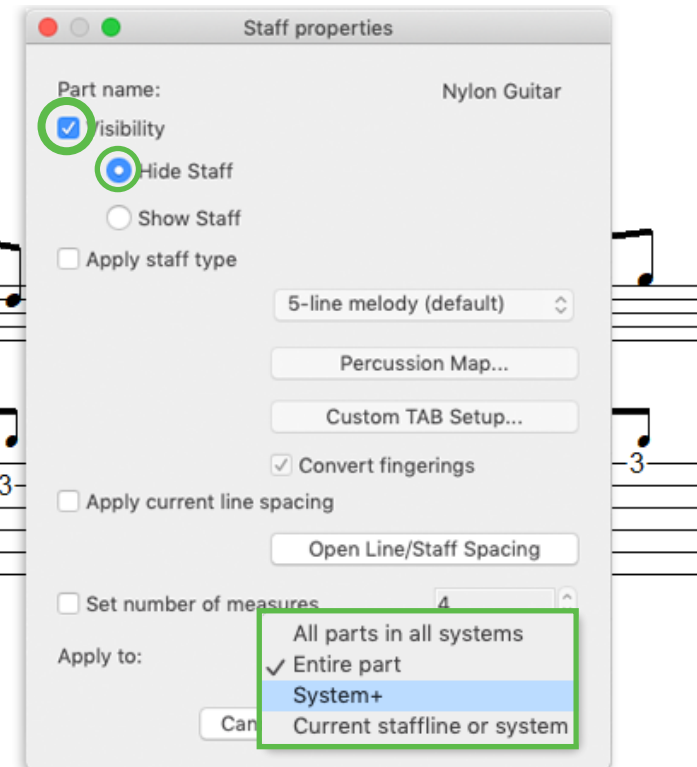 Staff properties
Part name: Nylon Guitar
Visibility
Hide Staff
Show Staff
Apply staff type
5-line melody (default)
Percussion Map...
Custom TAB Setup...
Convert fingerings
3
3
Apply current line spacing
Open Line/Staff Spacing
Set number of measures 4
All parts in all systems
Apply to: Entire part
System+
Can Current staffline or system